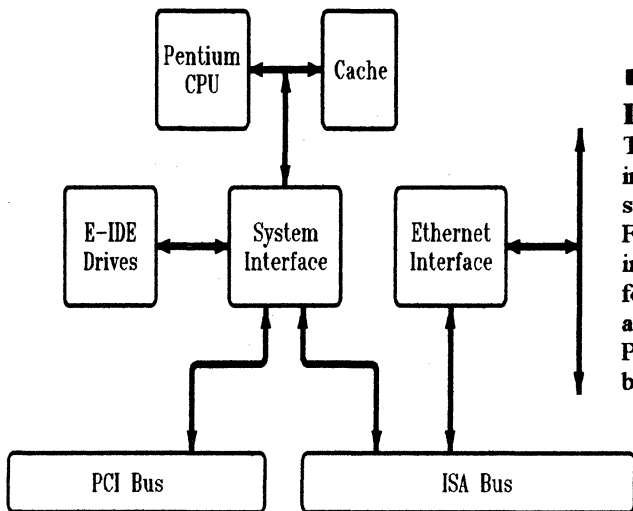 Pentium
CPU
Cache
E-IDE
Drives
System
Interface
Ethernet
Interface
PCI Bus
ISA Bus